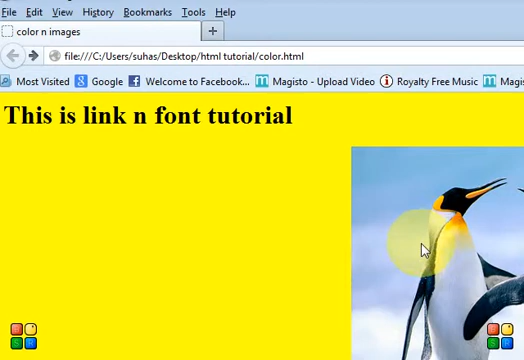 File Edit View History Bookmarks Tools Help
color n images
file:///C:/Users/suhas/Desktop/html tutorial/color.html
Most Visited Google Welcome to Facebook... Magisto - Upload Video Royalty Free Music Bandicam
This is link n font tutorial